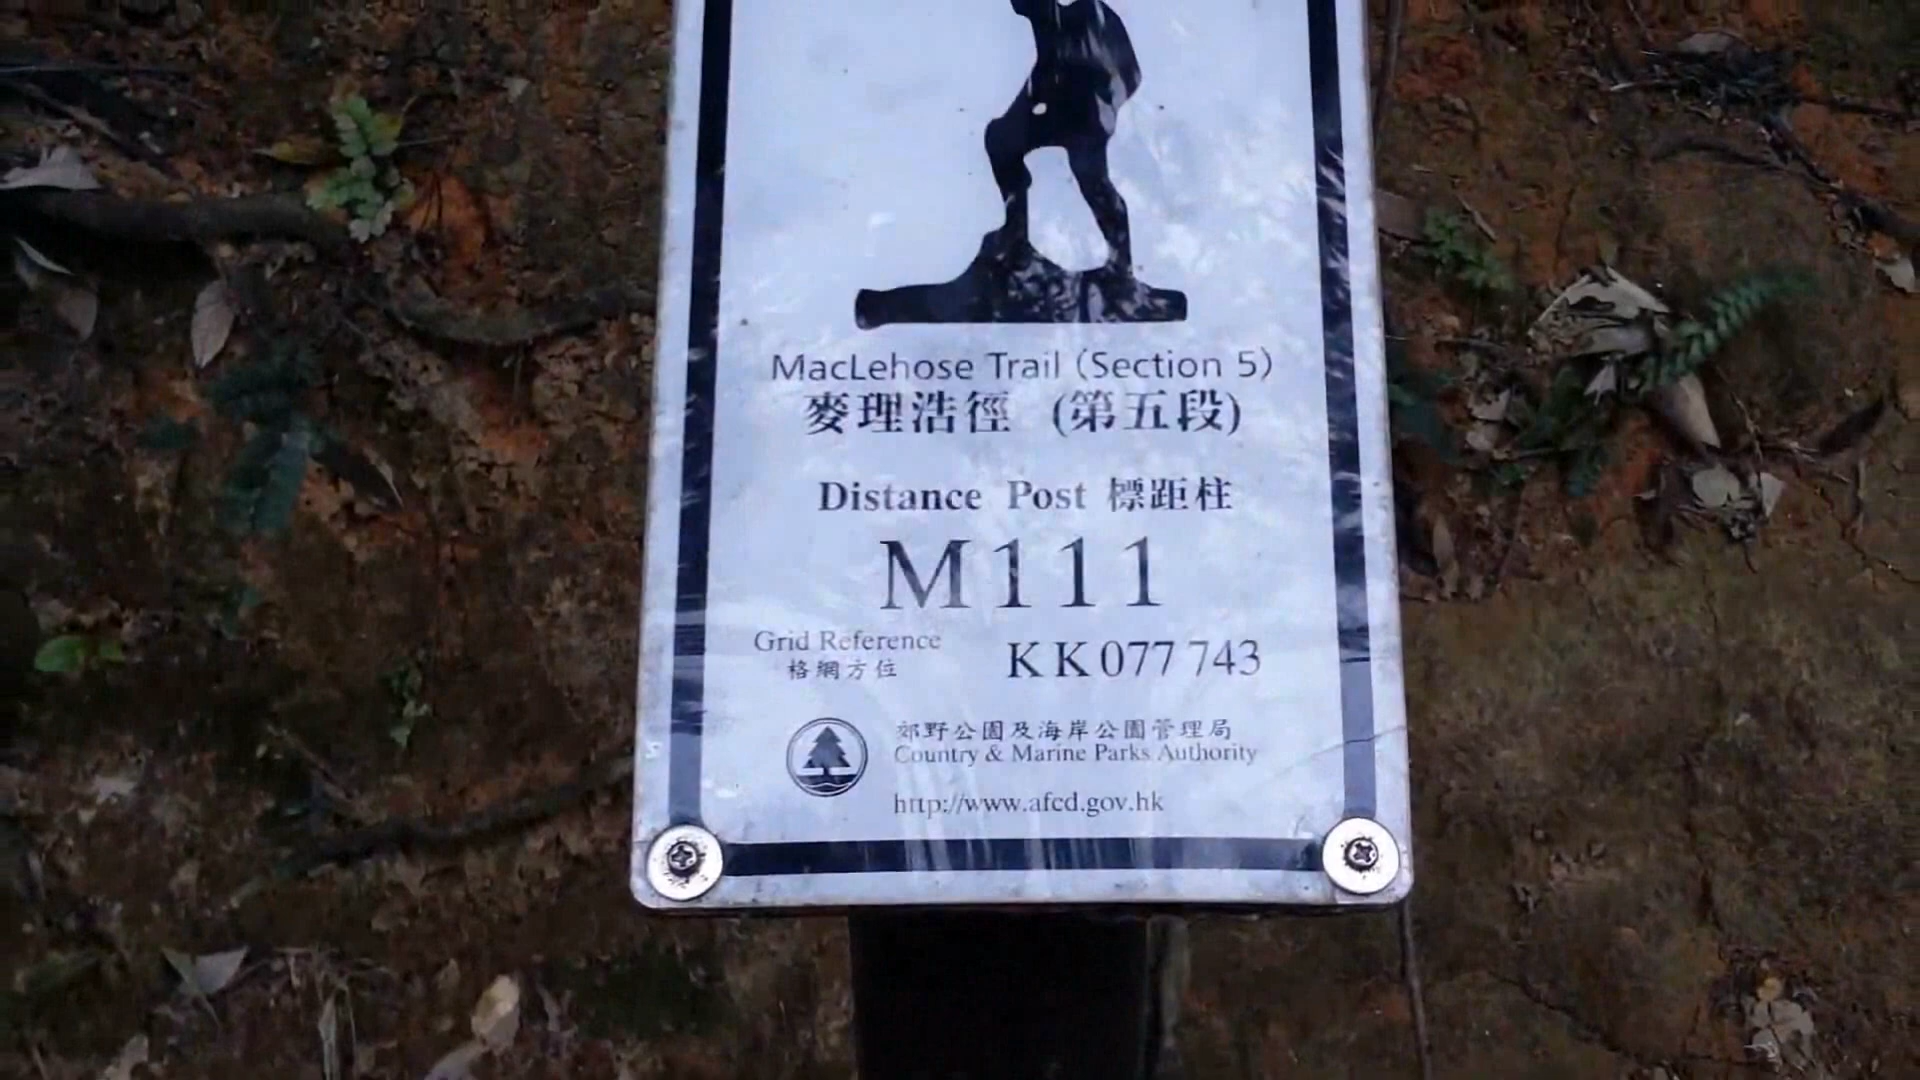 MacLehose Trail (Section 5)
麥理浩徑 (第五段)
Distance Post 標距柱
M111
Grid Reference KK077 743
格網方位
郊野公園及海岸公園管理局
Country & Marine Parks Authority
http://www.afcd.gov.hk